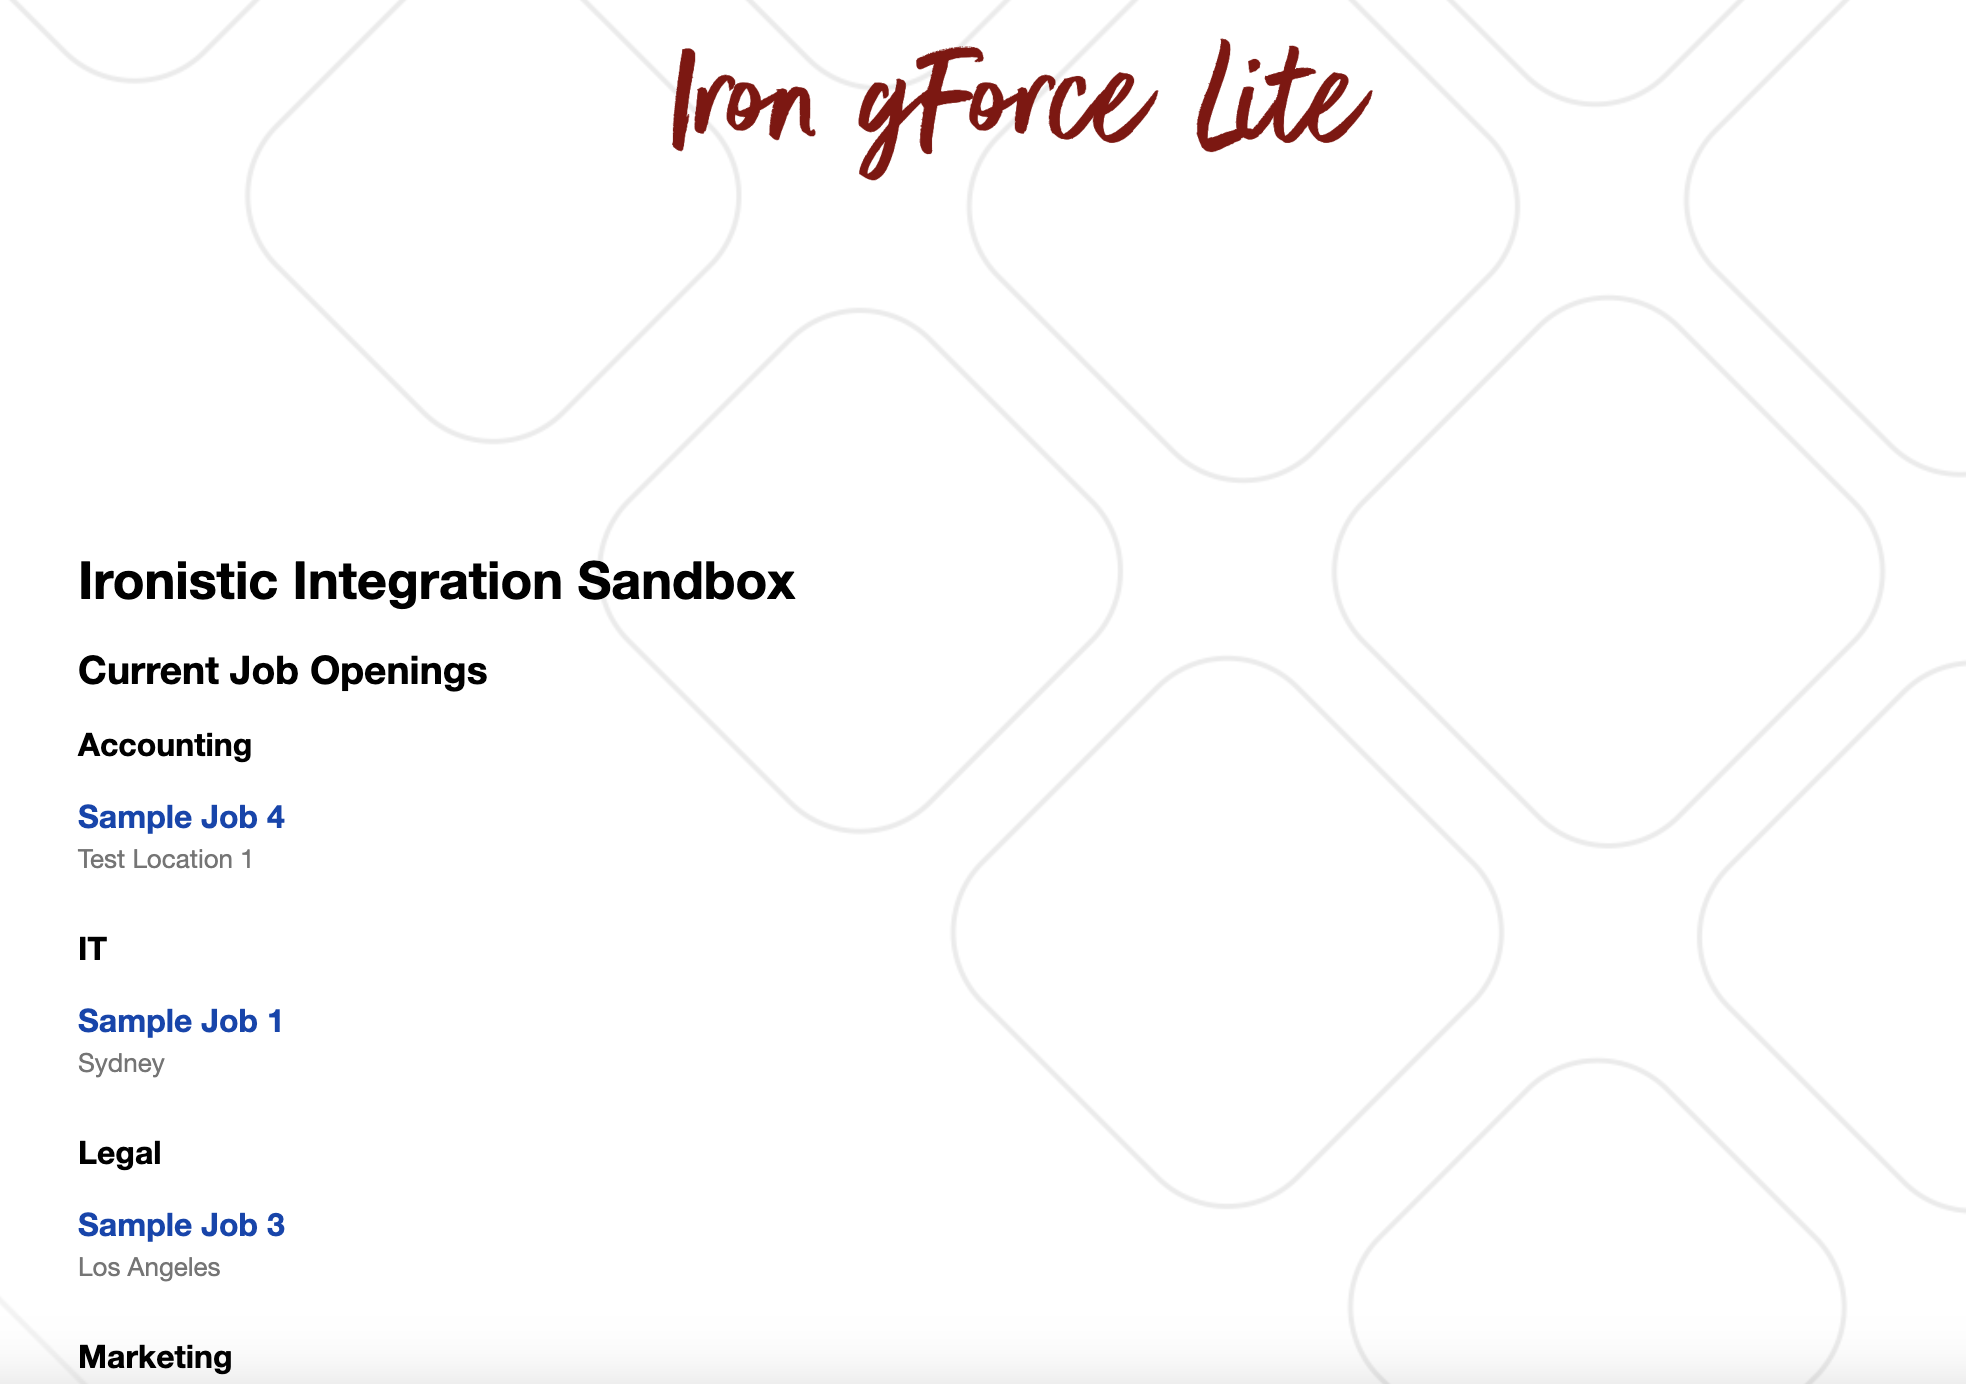 Iron gForce Lite
Ironistic Integration Sandbox
Current Job Openings
Accounting
Sample Job 4
Test Location 1
IT
Sample Job 1
Sydney
Legal
Sample Job 3
Los Angeles
Marketing